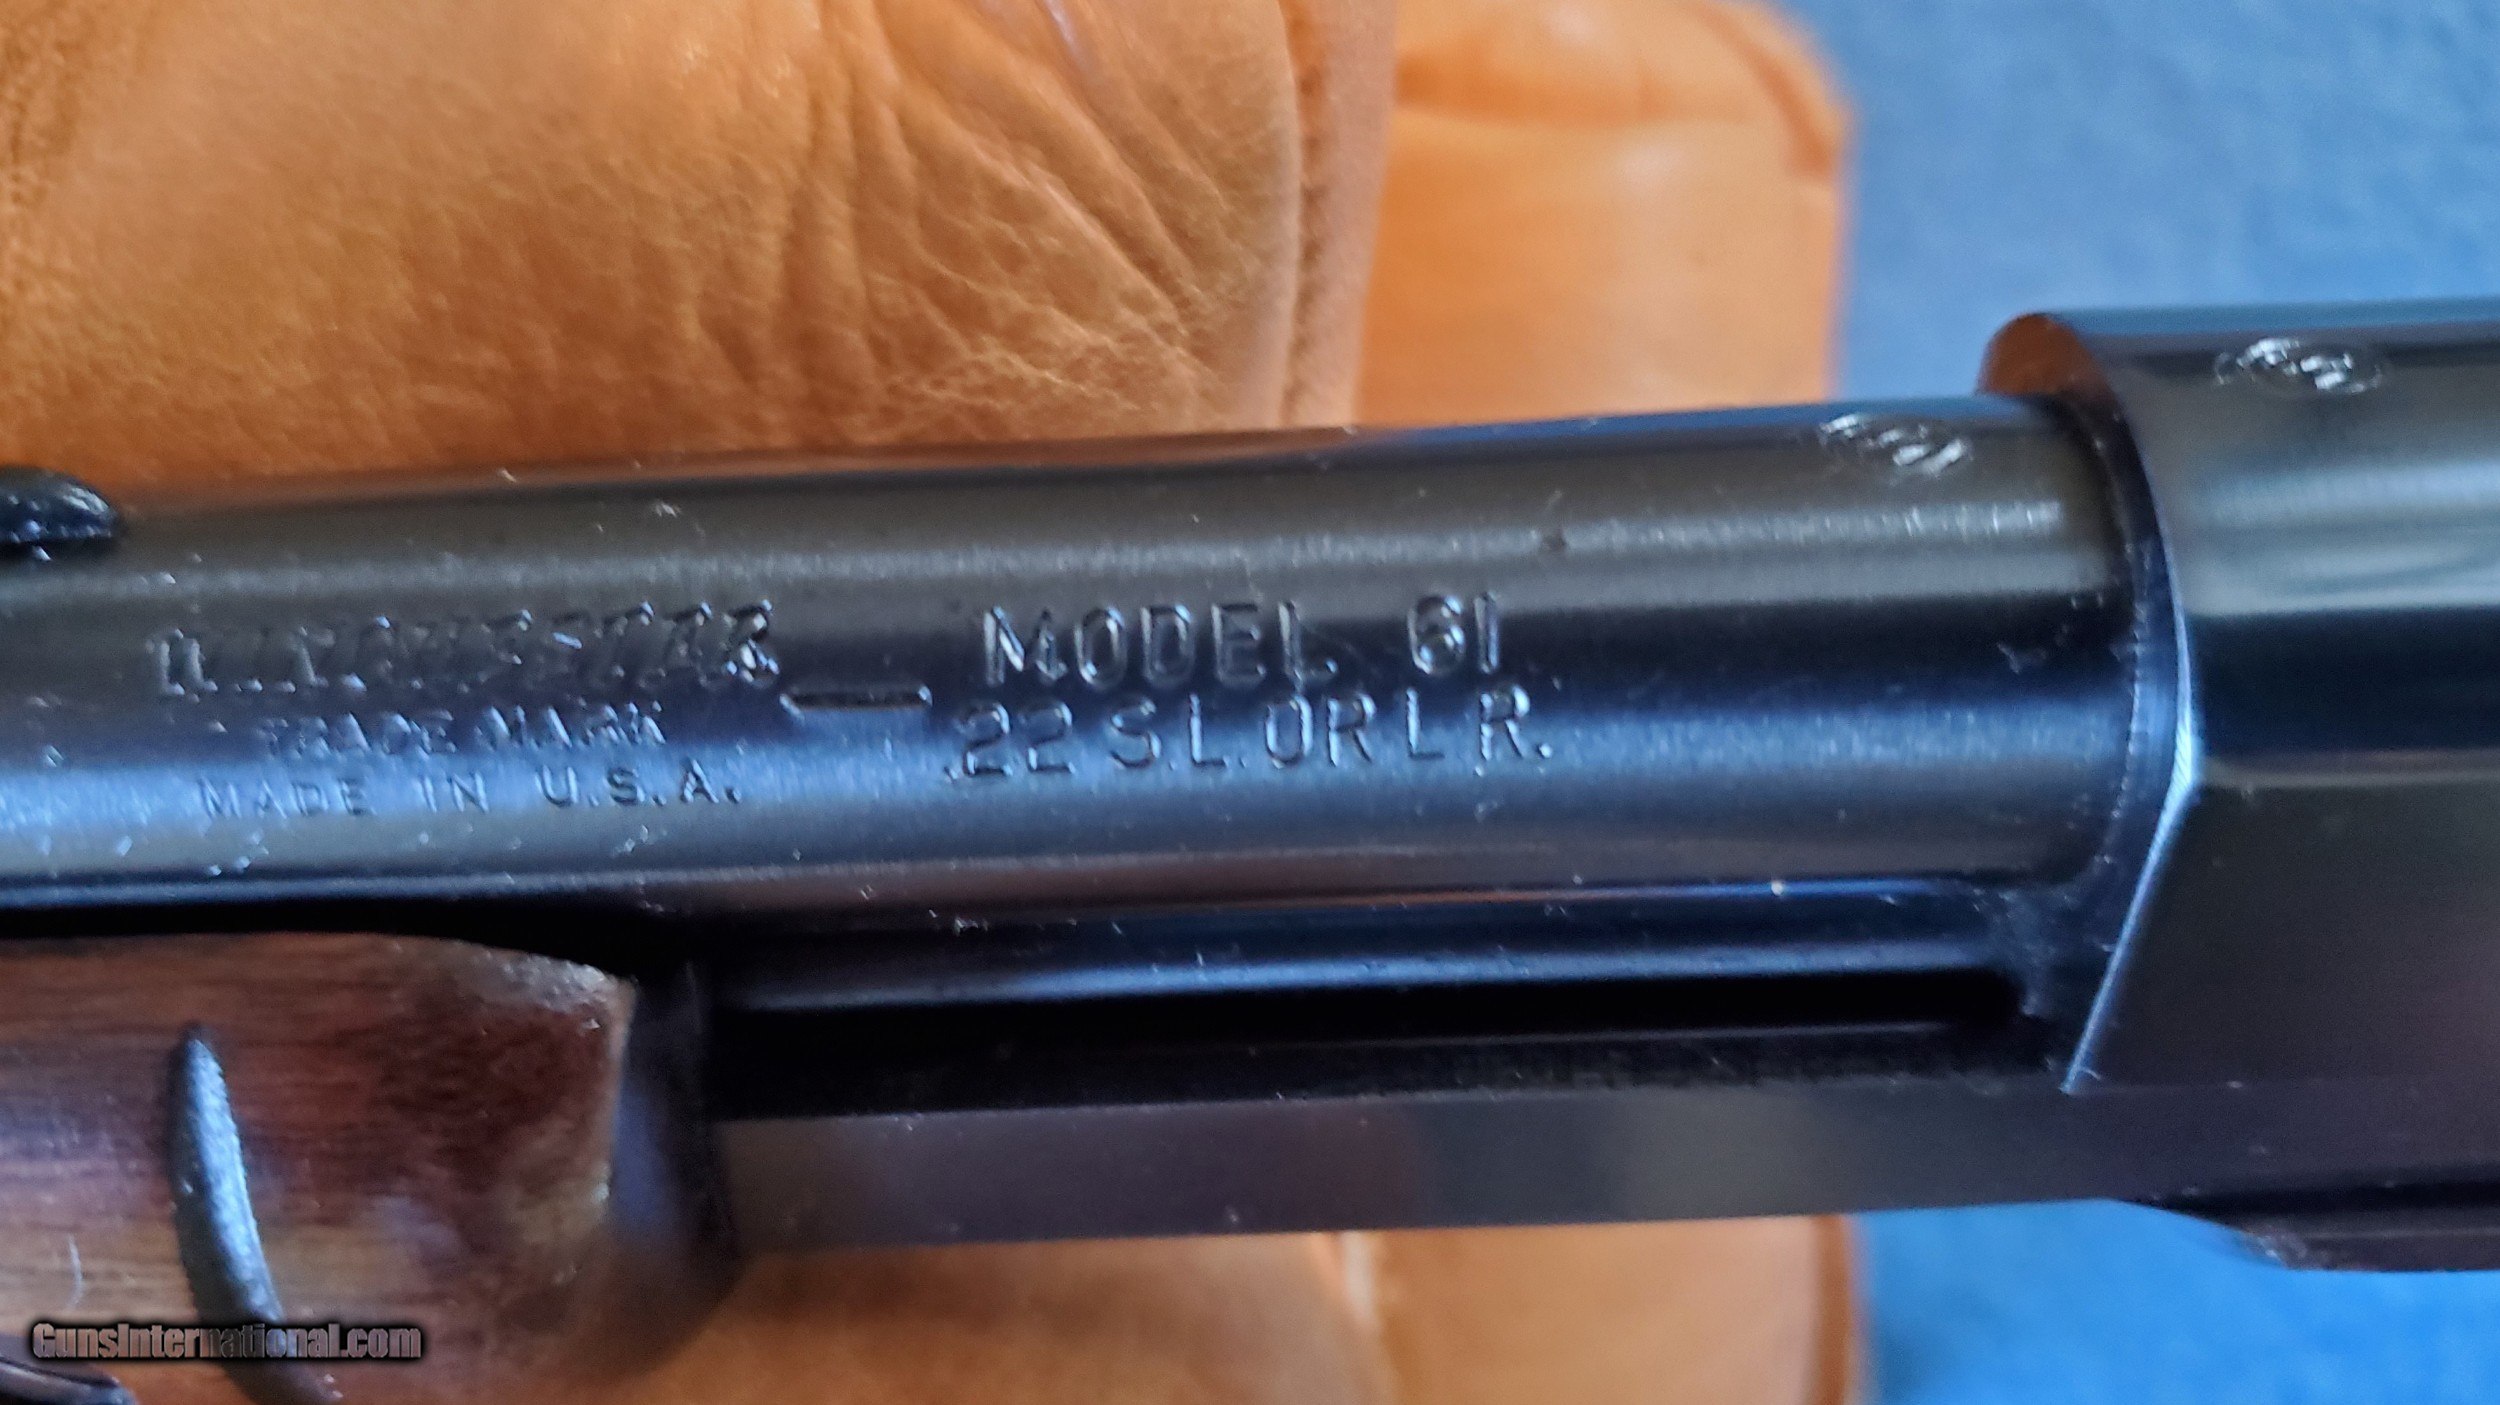 WINCHESTER
TRADE MARK
MADE IN U.S.A.
— MODEL 61
.22 S.L.OR L R.
GunsInternational.com